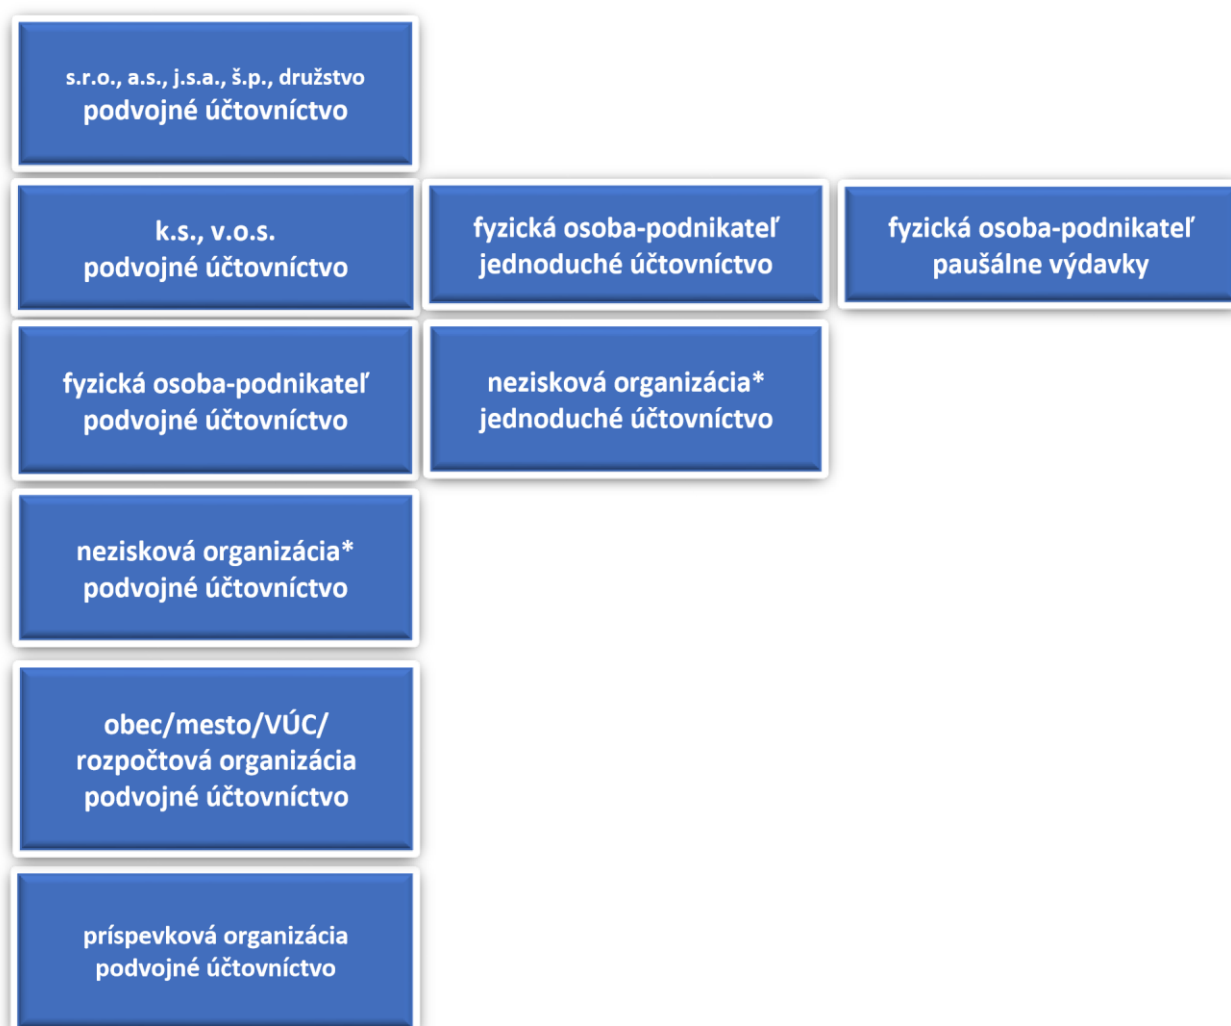 s.r.o., a.s., j.s.a., š.p., družstvo
podvojné účtovníctvo
k.s., v.o.s.
podvojné účtovníctvo
fyzická osoba-podnikateľ
jednoduché účtovníctvo
fyzická osoba-podnikateľ
paušálne výdavky
fyzická osoba-podnikateľ
podvojné účtovníctvo
nezisková organizácia*
jednoduché účtovníctvo
nezisková organizácia*
podvojné účtovníctvo
obec/mesto/VÚC/
rozpočtová organizácia
podvojné účtovníctvo
príspevková organizácia
podvojné účtovníctvo